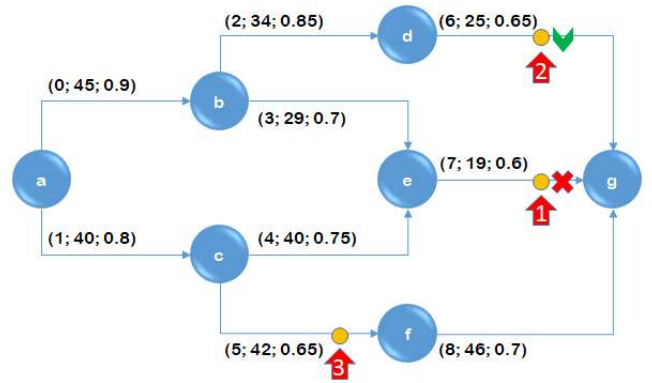 (2; 34; 0.85)
d
(6; 25; 0.65)
2
(0; 45; 0.9)
b
(3; 29; 0.7)
a
e
(7; 19; 0.6)
g
1
(1; 40; 0.8)
c
(4; 40; 0.75)
(5; 42; 0.65)
3
f
(8; 46; 0.7)